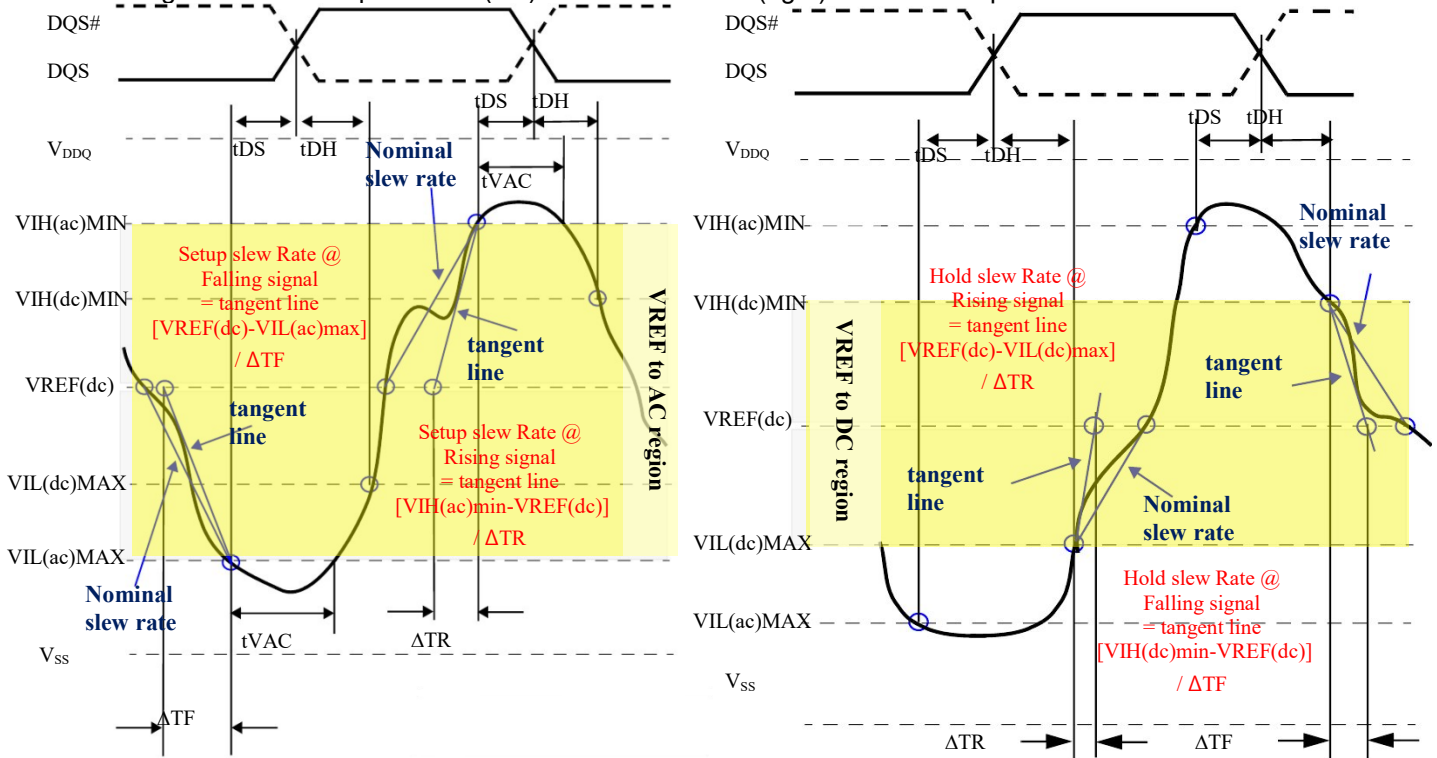 DQS#
DQS
tDS
tDH
tDS
tDH
VDDQ
Nominal
slew rate
tVAC
VIH(ac)MIN
Setup slew Rate @
Falling signal
= tangent line
[VREF(dc)-VIL(ac)max]
/ ΔTF
VIH(dc)MIN
tangent
line
VREF to AC region
VREF(dc)
tangent
line
Setup slew Rate @
Rising signal
= tangent line
[VIH(ac)min-VREF(dc)]
/ ΔTR
VIL(dc)MAX
VIL(ac)MAX
Nominal
slew rate
tVAC
ΔTR
VSS
ΔTF
DQS#
DQS
tDS
tDH
tDS
tDH
VDDQ
VIH(ac)MIN
Nominal
slew rate
Hold slew Rate @
Rising signal
= tangent line
[VREF(dc)-VIL(dc)max]
/ ΔTR
VIH(dc)MIN
VREF to DC region
tangent
line
VREF(dc)
tangent
line
Nominal
slew rate
VIL(dc)MAX
Hold slew Rate @
Falling signal
= tangent line
[VIH(dc)min-VREF(dc)]
/ ΔTF
VIL(ac)MAX
VSS
ΔTR
ΔTF